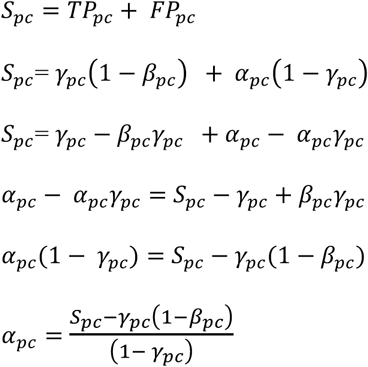 S_pc = TP_pc + FP_pc
S_pc = γ_pc(1 − β_pc) + α_pc(1 − γ_pc)
S_pc = γ_pc − β_pcγ_pc + α_pc − α_pcγ_pc
α_pc − α_pcγ_pc = S_pc − γ_pc + β_pcγ_pc
α_pc(1 − γ_pc) = S_pc − γ_pc(1 − β_pc)
α_pc = (S_pc−γ_pc(1−β_pc))/((1− γ_pc))